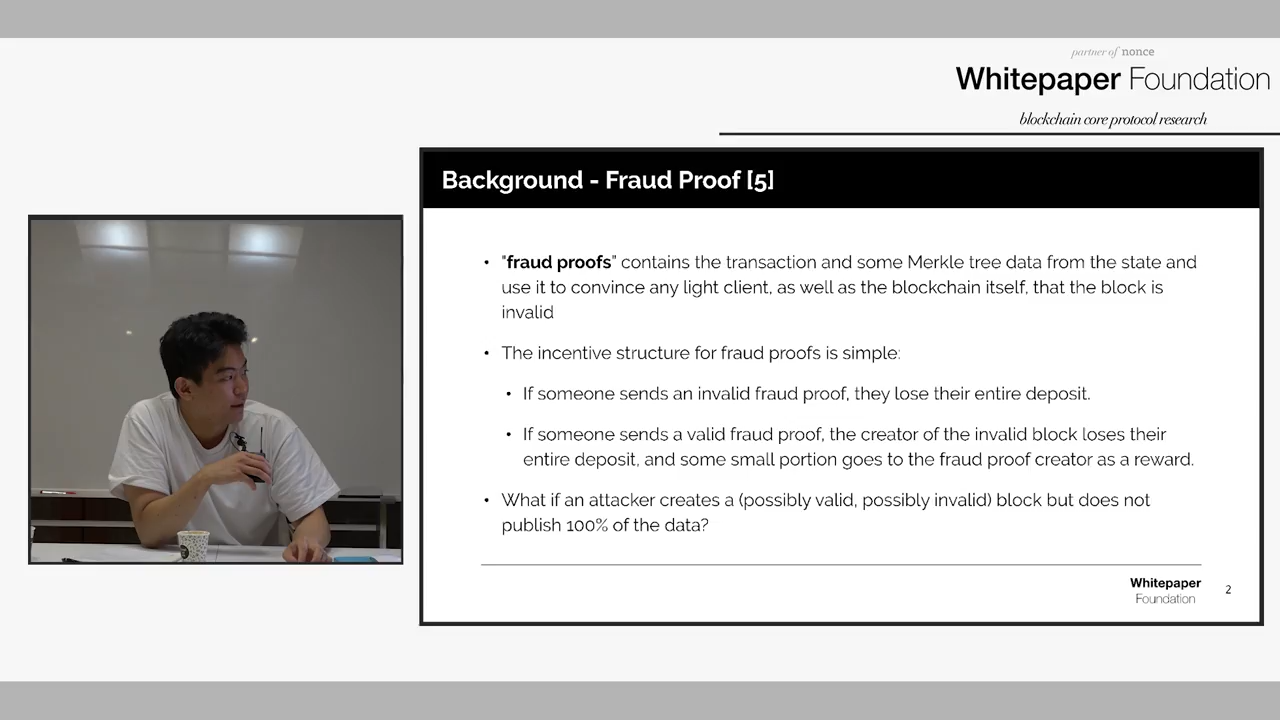 partner of nonce
Whitepaper Foundation
blockchain core protocol research
Background - Fraud Proof [5]
• "fraud proofs" contains the transaction and some Merkle tree data from the state and
use it to convince any light client, as well as the blockchain itself, that the block is
invalid
• The incentive structure for fraud proofs is simple:
• If someone sends an invalid fraud proof, they lose their entire deposit.
• If someone sends a valid fraud proof, the creator of the invalid block loses their
entire deposit, and some small portion goes to the fraud proof creator as a reward.
• What if an attacker creates a (possibly valid, possibly invalid) block but does not
publish 100% of the data?
Whitepaper
Foundation
2